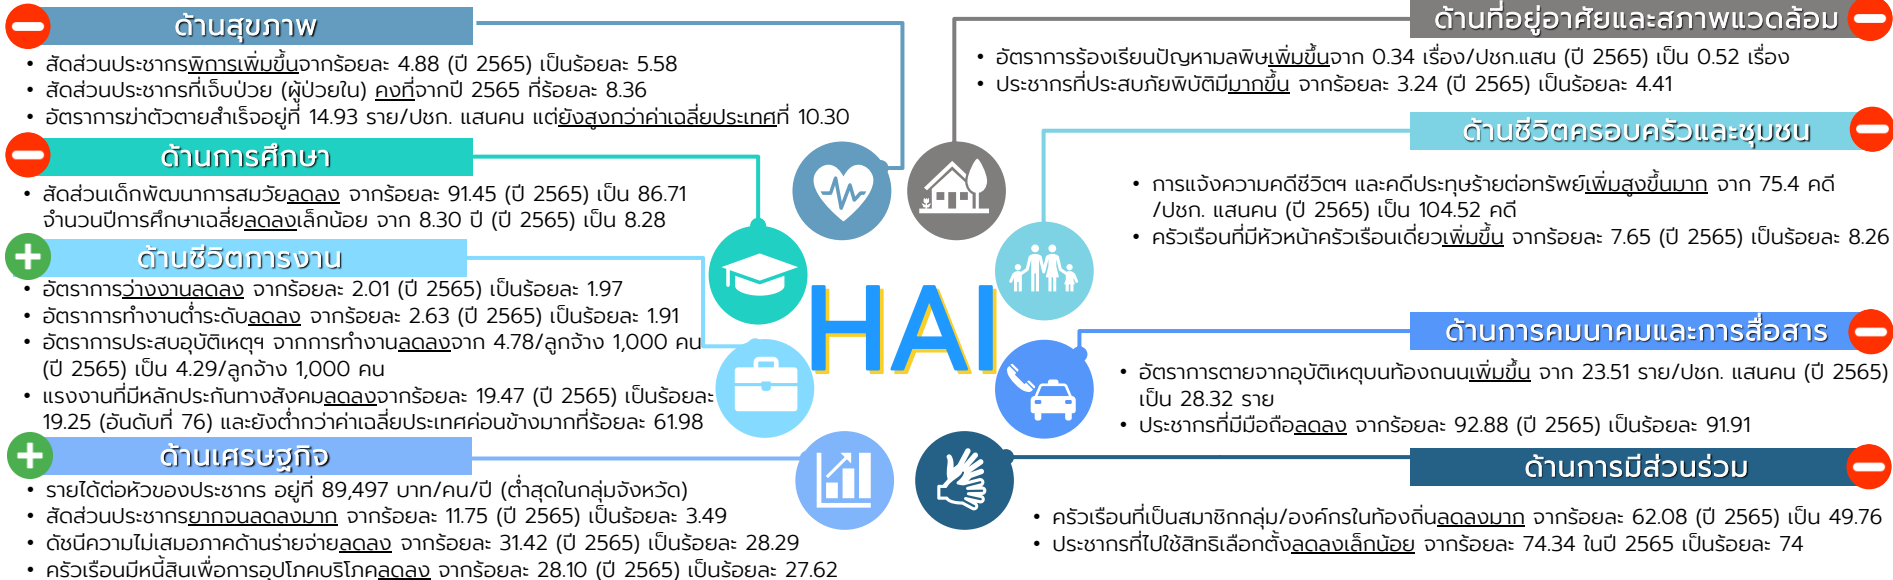 ด้านสุขภาพ
• สัดส่วนประชากรพิการเพิ่มขึ้นจากร้อยละ 4.88 (ปี 2565) เป็นร้อยละ 5.58
• สัดส่วนประชากรที่เจ็บป่วย (ผู้ป่วยใน) คงที่จากปี 2565 ที่ร้อยละ 8.36
• อัตราการฆ่าตัวตายสำเร็จอยู่ที่ 14.93 ราย/ปชก. แสนคน แต่ยังสูงกว่าค่าเฉลี่ยประเทศที่ 10.30
ด้านการศึกษา
• สัดส่วนเด็กพัฒนาการสมวัยลดลง จากร้อยละ 91.45 (ปี 2565) เป็น 86.71
จำนวนปีการศึกษาเฉลี่ยลดลงเล็กน้อย จาก 8.30 ปี (ปี 2565) เป็น 8.28
ด้านชีวิตการงาน
• อัตราการว่างงานลดลง จากร้อยละ 2.01 (ปี 2565) เป็นร้อยละ 1.97
• อัตราการทำงานต่ำระดับลดลง จากร้อยละ 2.63 (ปี 2565) เป็นร้อยละ 1.91
• อัตราการประสบอุบัติเหตุฯ จากการทำงานลดลงจาก 4.78/ลูกจ้าง 1,000 คน
(ปี 2565) เป็น 4.29/ลูกจ้าง 1,000 คน
• แรงงานที่มีหลักประกันทางสังคมลดลงจากร้อยละ 19.47 (ปี 2565) เป็นร้อยละ
19.25 (อันดับที่ 76) และยังต่ำกว่าค่าเฉลี่ยประเทศค่อนข้างมากที่ร้อยละ 61.98
ด้านเศรษฐกิจ
• รายได้ต่อหัวของประชากร อยู่ที่ 89,497 บาท/คน/ปี (ต่ำสุดในกลุ่มจังหวัด)
• สัดส่วนประชากรยากจนลดลงมาก จากร้อยละ 11.75 (ปี 2565) เป็นร้อยละ 3.49
• ดัชนีความไม่เสมอภาคด้านร่ายจ่ายลดลง จากร้อยละ 31.42 (ปี 2565) เป็นร้อยละ 28.29
• ครัวเรือนมีหนี้สินเพื่อการอุปโภคบริโภคลดลง จากร้อยละ 28.10 (ปี 2565) เป็นร้อยละ 27.62
HAI
ด้านที่อยู่อาศัยและสภาพแวดล้อม
• อัตราการร้องเรียนปัญหามลพิษเพิ่มขึ้นจาก 0.34 เรื่อง/ปชก.แสน (ปี 2565) เป็น 0.52 เรื่อง
• ประชากรที่ประสบภัยพิบัติมีมากขึ้น จากร้อยละ 3.24 (ปี 2565) เป็นร้อยละ 4.41
ด้านชีวิตครอบครัวและชุมชน
• การแจ้งความคดีชีวิตฯ และคดีประทุษร้ายต่อทรัพย์เพิ่มสูงขึ้นมาก จาก 75.4 คดี
/ปชก. แสนคน (ปี 2565) เป็น 104.52 คดี
• ครัวเรือนที่มีหัวหน้าครัวเรือนเดี่ยวเพิ่มขึ้น จากร้อยละ 7.65 (ปี 2565) เป็นร้อยละ 8.26
ด้านการคมนาคมและการสื่อสาร
• อัตราการตายจากอุบัติเหตุบนท้องถนนเพิ่มขึ้น จาก 23.51 ราย/ปชก. แสนคน (ปี 2565)
เป็น 28.32 ราย
• ประชากรที่มีมือถือลดลง จากร้อยละ 92.88 (ปี 2565) เป็นร้อยละ 91.91
ด้านการมีส่วนร่วม
• ครัวเรือนที่เป็นสมาชิกกลุ่ม/องค์กรในท้องถิ่นลดลงมาก จากร้อยละ 62.08 (ปี 2565) เป็น 49.76
• ประชากรที่ไปใช้สิทธิเลือกตั้งลดลงเล็กน้อย จากร้อยละ 74.34 ในปี 2565 เป็นร้อยละ 74